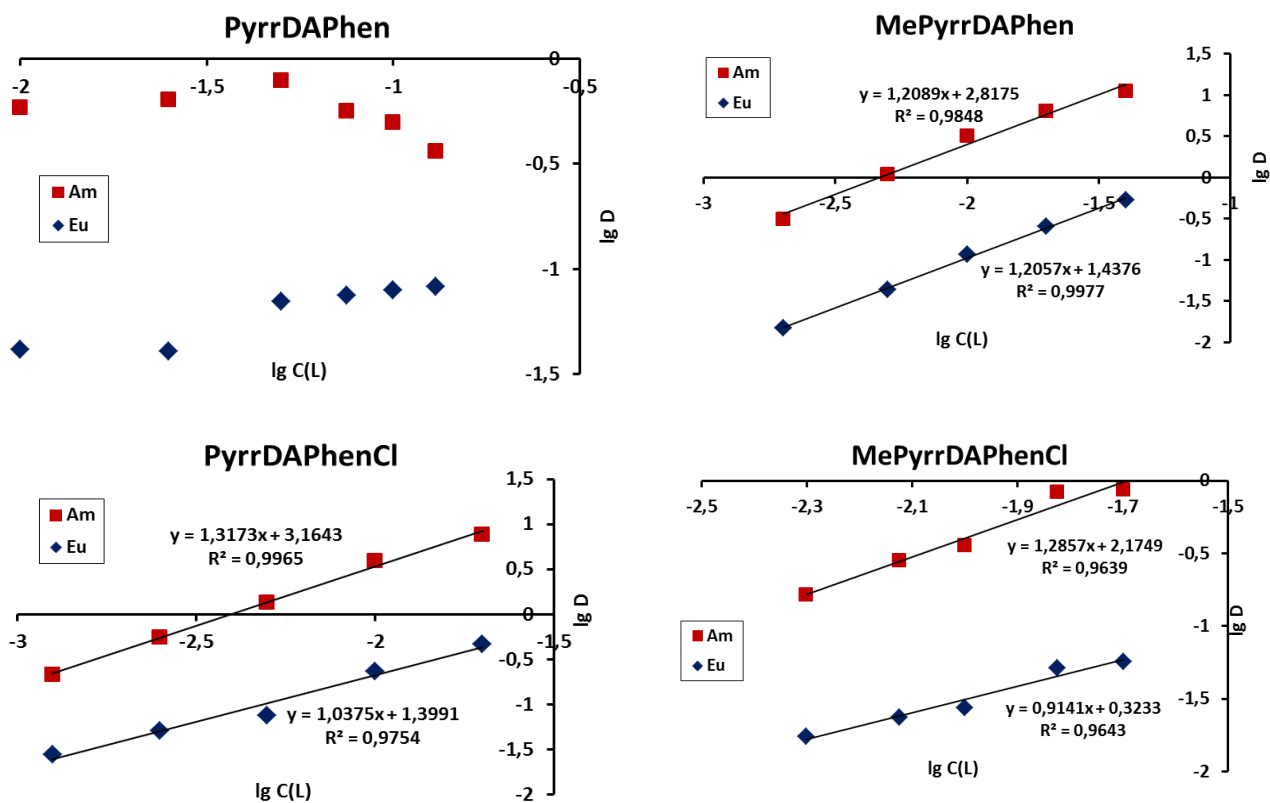 PyrrDAPhen
0
-2
-1,5
-1
-0,5
Am
Eu
-0,5
-1
-1,5
lg D
lg C(L)
MePyrrDAPhen
1,5
1
0,5
0
-0,5
-1
-1,5
-2
Am
Eu
y = 1,2089x + 2,8175
R² = 0,9848
-3
-2,5
-2
-1,5
-1
lg D
y = 1,2057x + 1,4376
R² = 0,9977
lg C(L)
PyrrDAPhenCl
1,5
1
0,5
0
-0,5
-1
-1,5
-2
Am
Eu
y = 1,3173x + 3,1643
R² = 0,9965
-3
-2,5
-2
-1,5
lg D
y = 1,0375x + 1,3991
R² = 0,9754
lg C(L)
MePyrrDAPhenCl
0
-0,5
-1
-1,5
-2
-2,5
-2,3
-2,1
-1,9
-1,7
-1,5
y = 1,2857x + 2,1749
R² = 0,9639
Am
Eu
lg D
y = 0,9141x + 0,3233
R² = 0,9643
lg C(L)